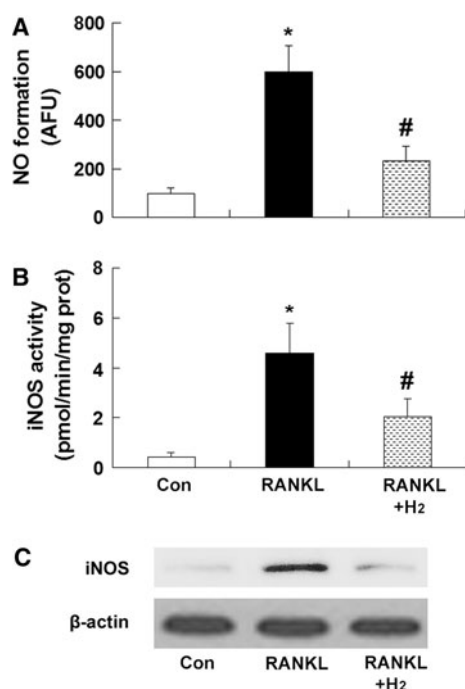 A
NO formation
(AFU)
800
600
400
200
0
*
#
B
iNOS activity
(pmol/min/mg prot)
8
6
4
2
0
*
#
Con
RANKL
RANKL
+H₂
C
iNOS
β-actin
Con
RANKL
RANKL
+H₂